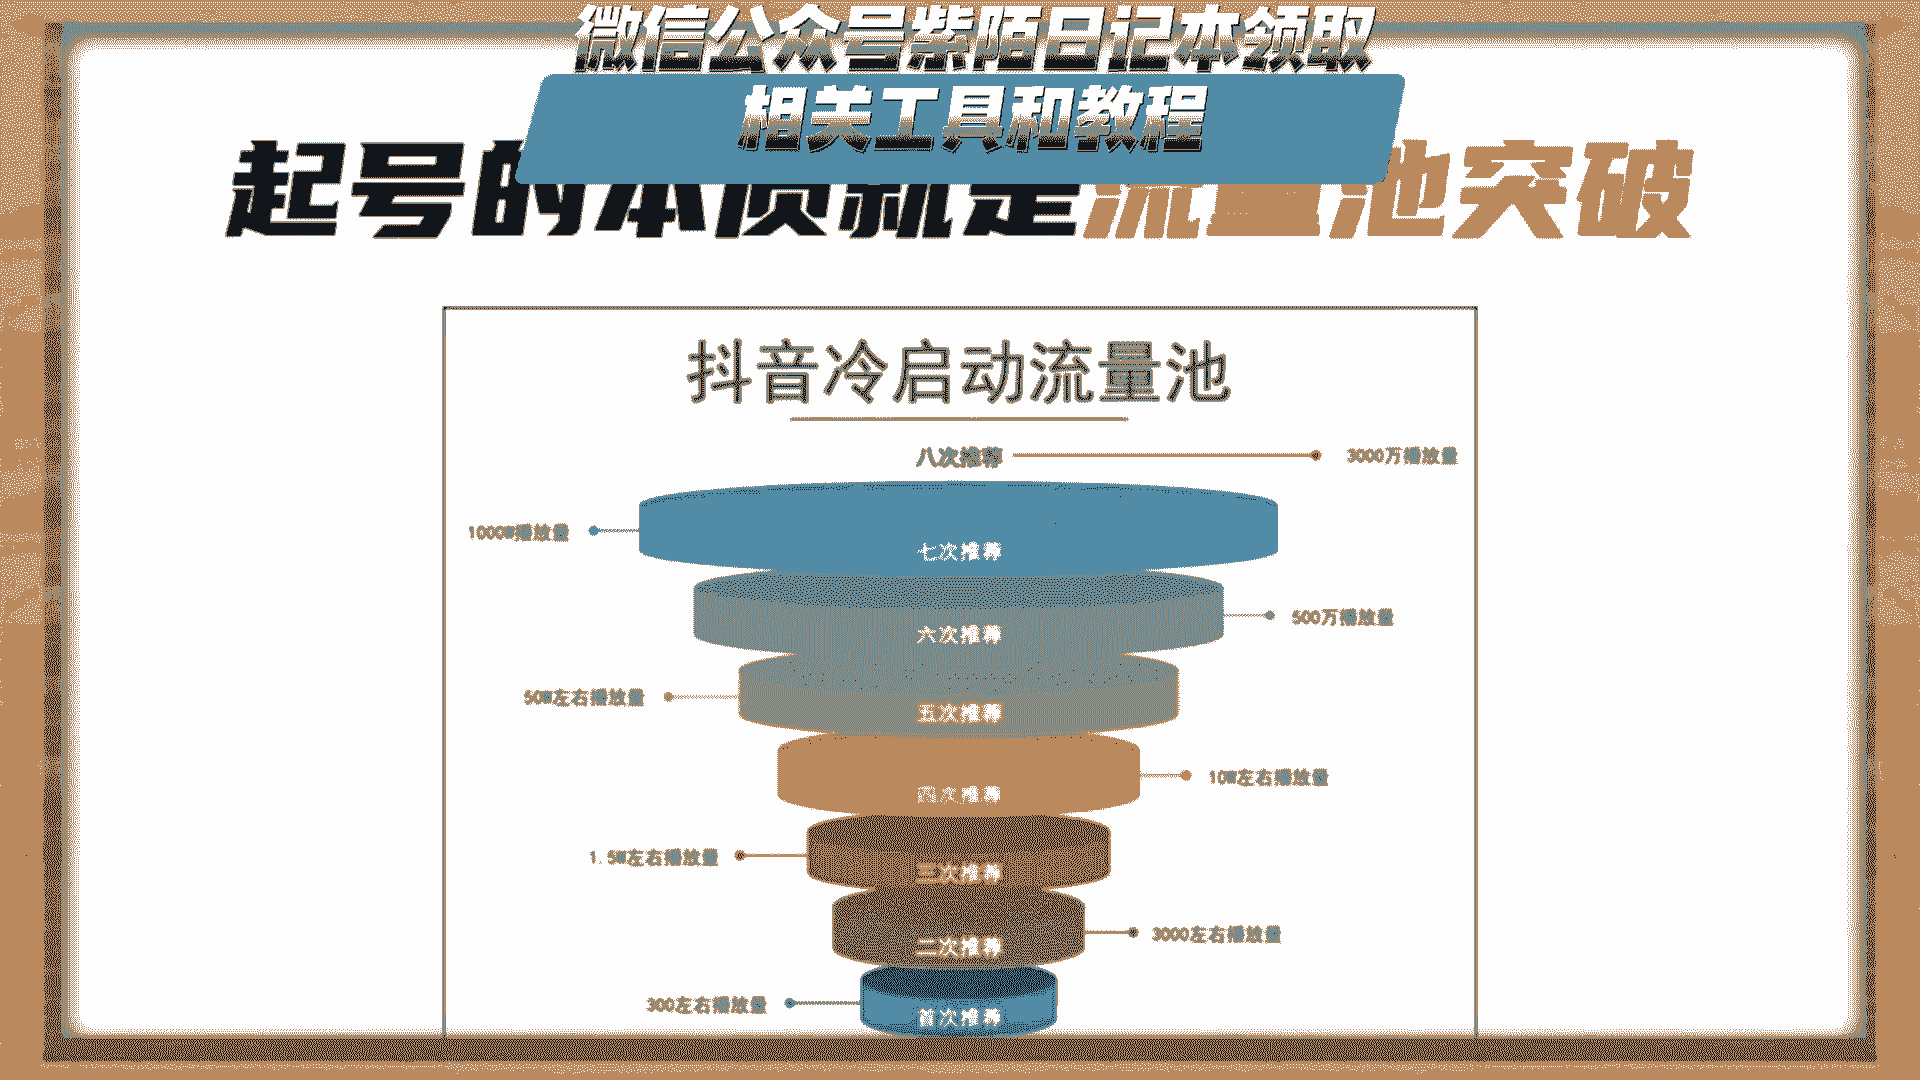 微信公众号紫陌日记本领取
相关工具和教程
起号的本质就是流量池突破
抖音冷启动流量池
八次推荐
3000万播放量
1000W播放量
七次推荐
六次推荐
500万播放量
50W左右播放量
五次推荐
10W左右播放量
四次推荐
1.5W左右播放量
三次推荐
二次推荐
3000左右播放量
300左右播放量
首次推荐